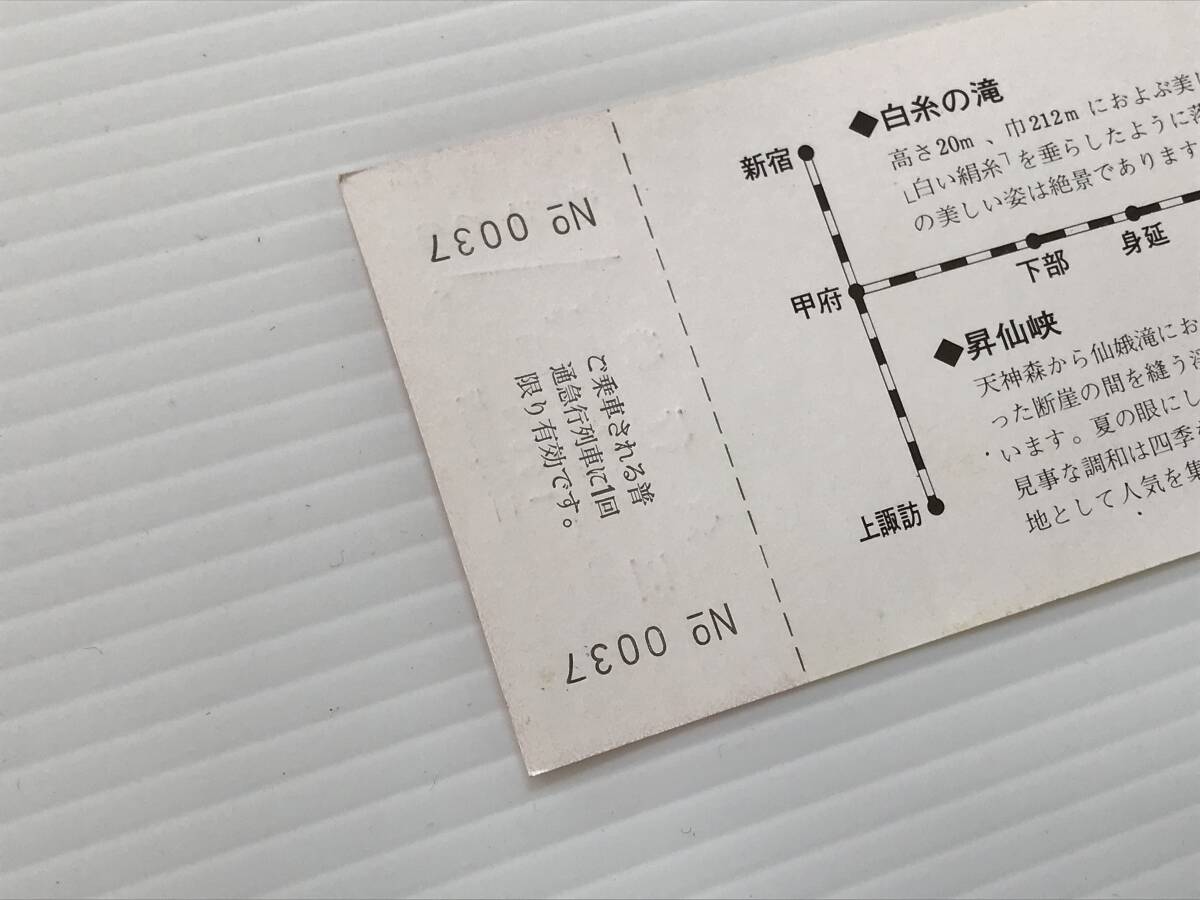 № 0037
ご乗車される普
通急行列車に1回
限り有効です。
№ 0037
◆白糸の滝
高さ20m、巾212mにおよぶ美し
「白い絹糸」を垂らしたように落
の美しい姿は絶景であります
新宿
甲府
下部
身延
上諏訪
◆昇仙峡
天神森から仙娥滝にお
った断崖の間を縫う
います。夏の眼にし
見事な調和は四季
地として人気を集